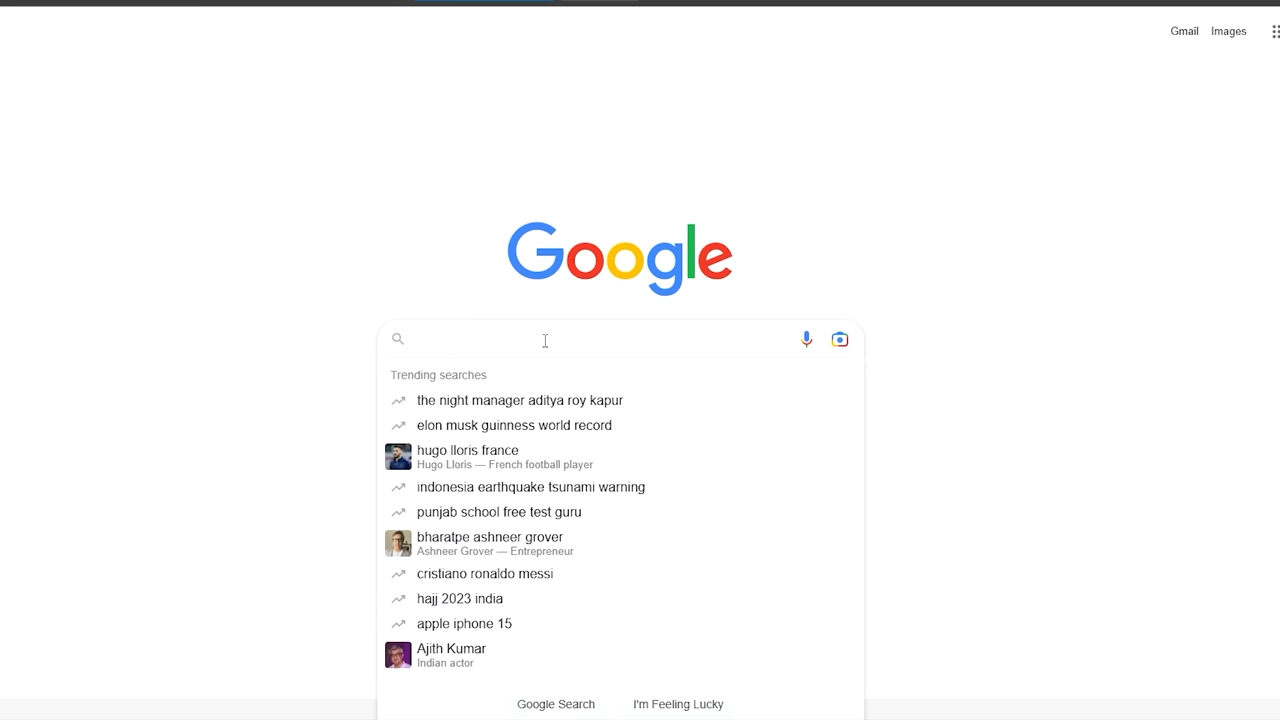 Gmail Images
Google
Trending searches
the night manager aditya roy kapur
elon musk guinness world record
hugo lloris france
Hugo Lloris — French football player
indonesia earthquake tsunami warning
punjab school free test guru
bharatpe ashneer grover
Ashneer Grover — Entrepreneur
cristiano ronaldo messi
hajj 2023 india
apple iphone 15
Ajith Kumar
Indian actor
Google Search I'm Feeling Lucky